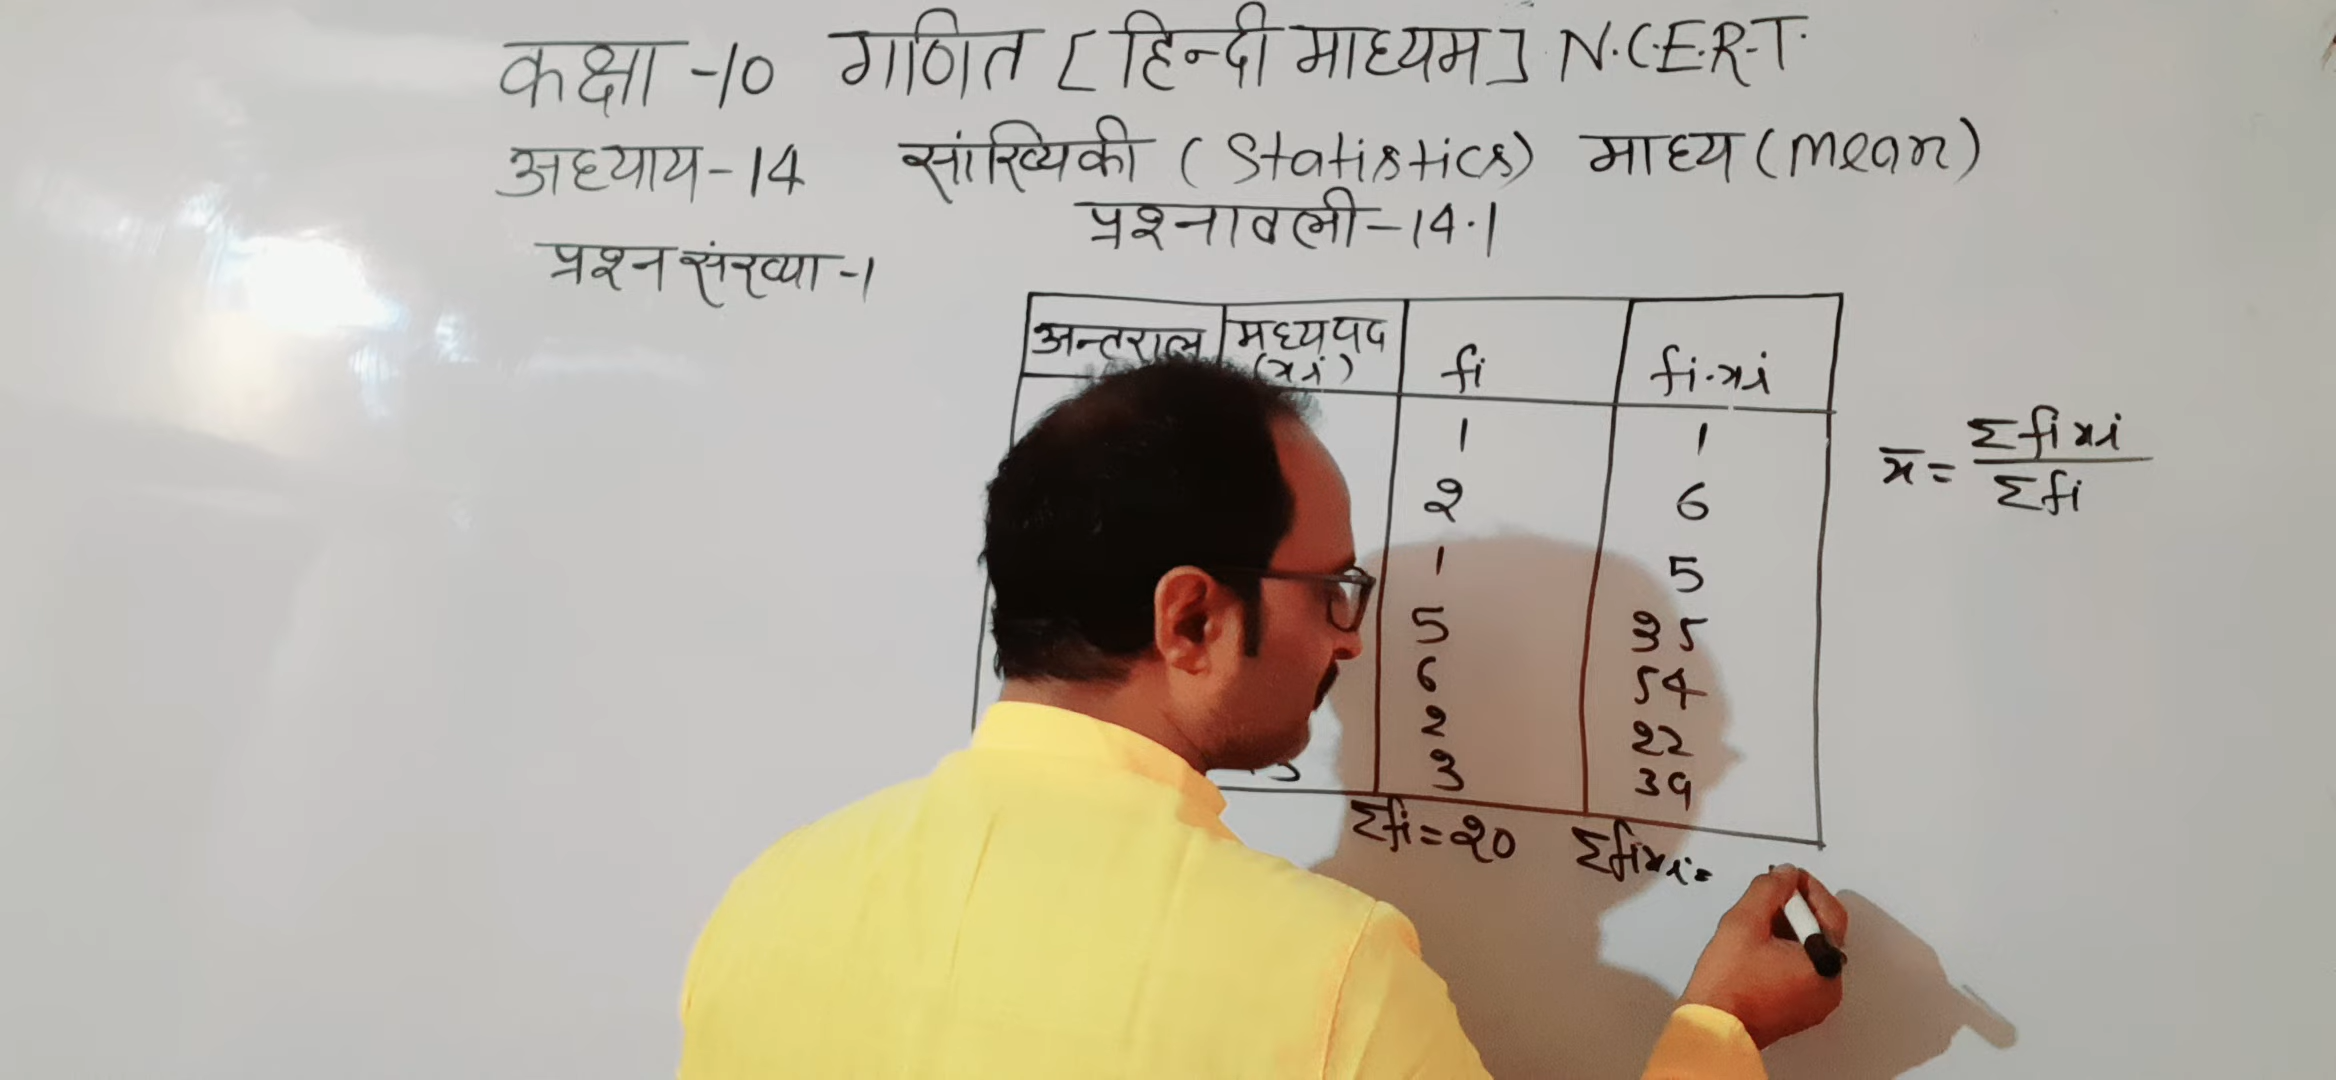 कक्षा -10 गणित [हिन्दी माध्यम] N.C.E.R.T.
अध्याय-14 सांख्यिकी (Statistics) माध्य (mean)
प्रश्नावली-14.1
प्रश्न संख्या-1
अन्तराल मध्यपद (xi) fi fi.xi
1 1
2 6
1 5
5 35
6 54
2 22
3 39
Σfi=20 Σfixi=
x̄ = Σfixi / Σfi